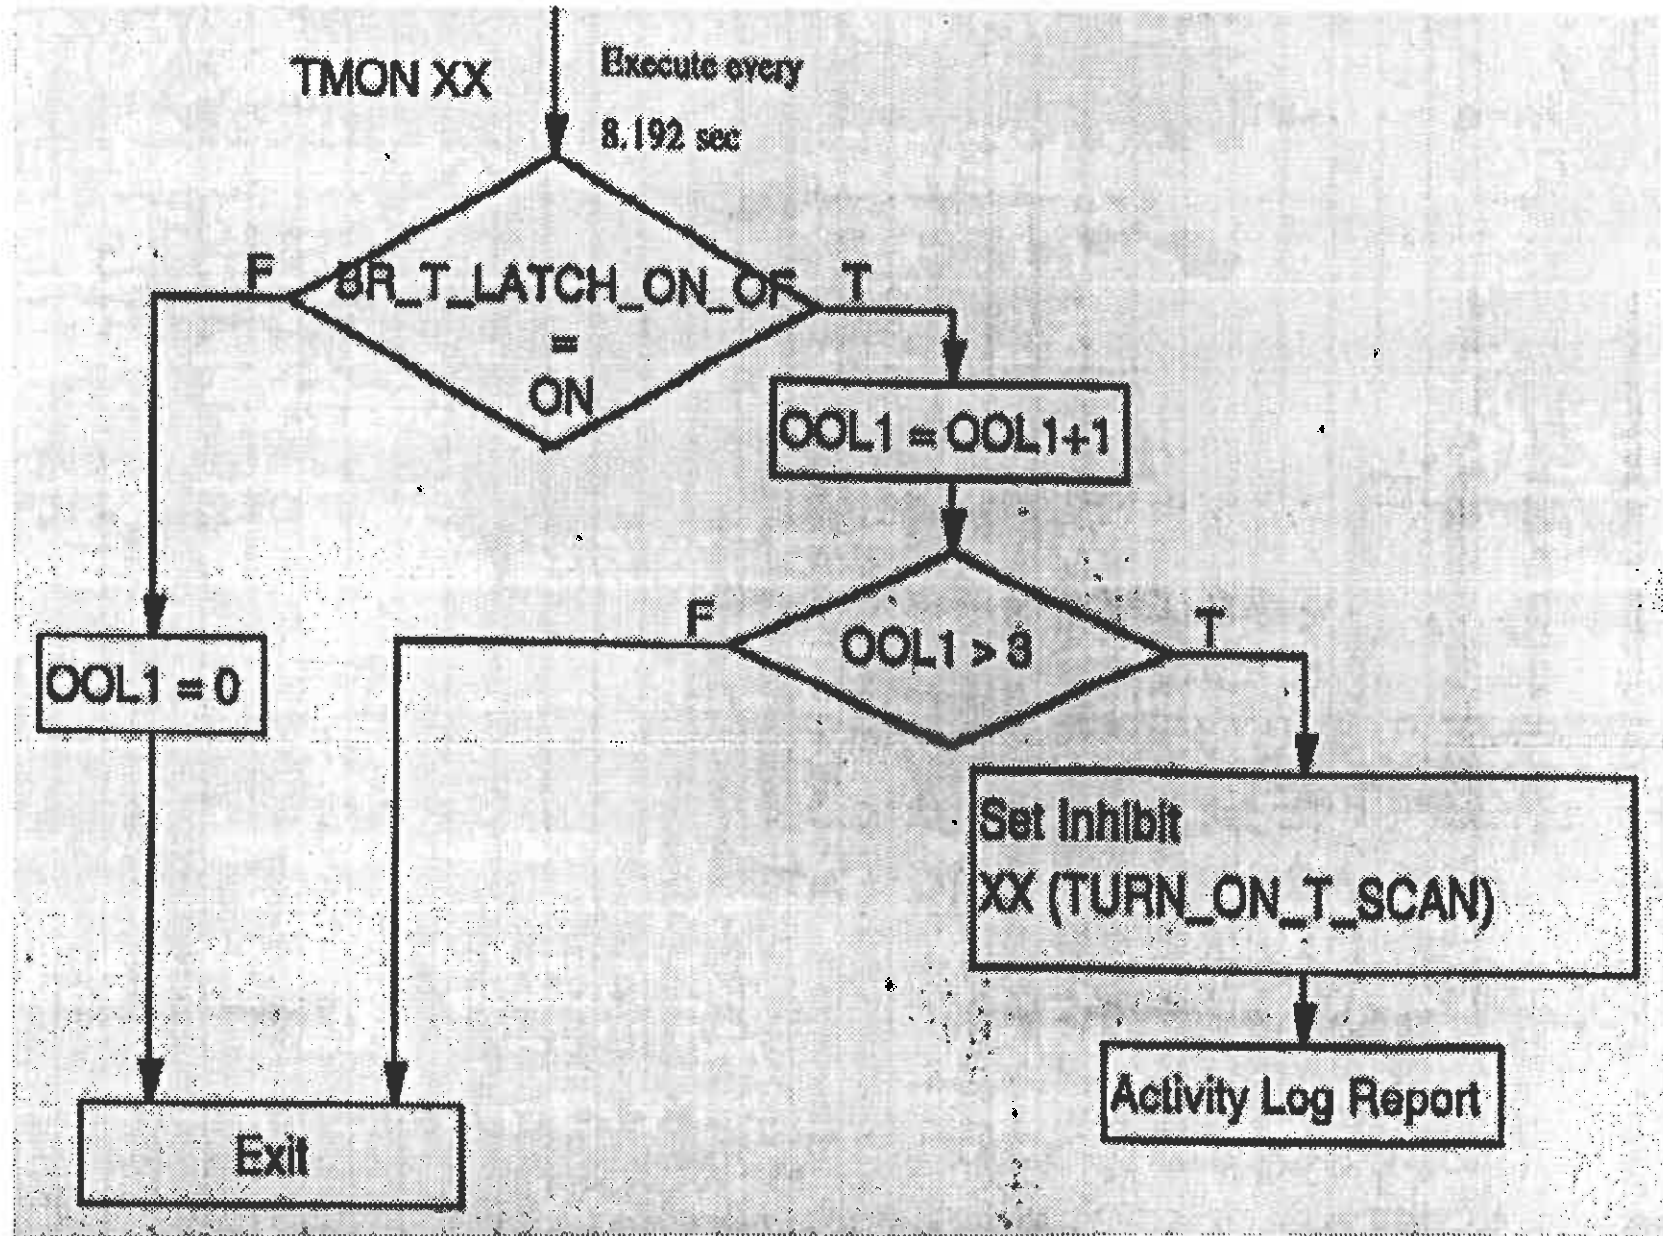 TMON XX
Execute every
8.192 sec
F
BR_T_LATCH_ON_OF
T
=
ON
OOL1 = OOL1+1
F
OOL1 > 3
T
OOL1 = 0
Set Inhibit
XX (TURN_ON_T_SCAN)
Activity Log Report
Exit